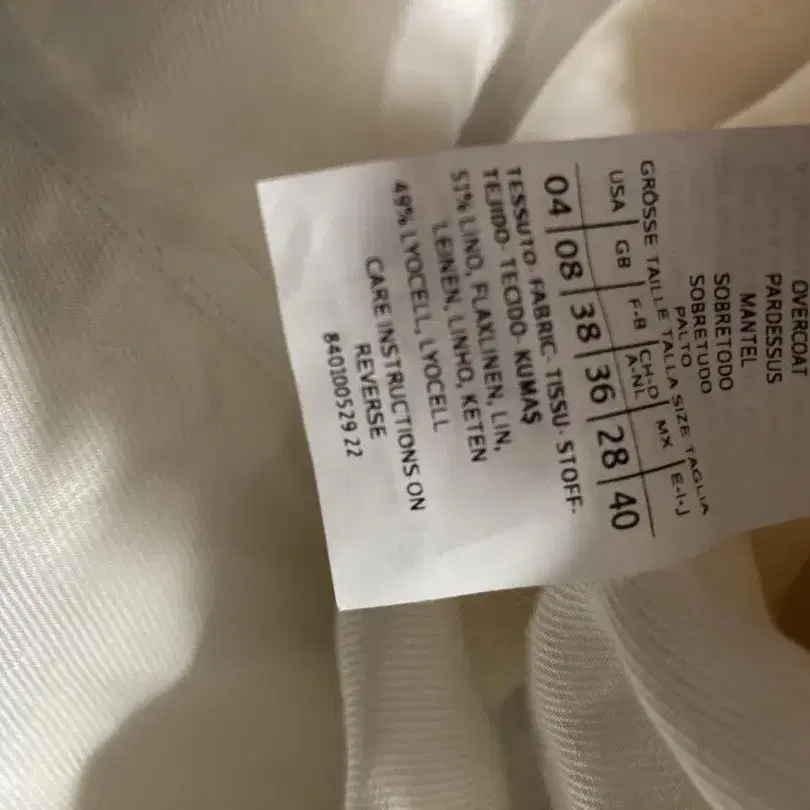 OVERCOAT
PARDESSUS
MANTEL
SOBRETODO
SOBRETUDO
PALTO
GRÖSSE TAILLE TALLA SIZE TAGLIA
USA | GB | F-B | CH-D A-NL | MX | E-I-J
04 | 08 | 38 | 36 | 28 | 40
TESSUTO- FABRIC- TISSU- STOFF-
TEJIDO- TECIDO- KUMAŞ
51% LINO, FLAXLINEN, LIN,
LEINEN, LINHO, KETEN
49% LYOCELL, LYOCELL
CARE INSTRUCTIONS ON
REVERSE
840100529 22